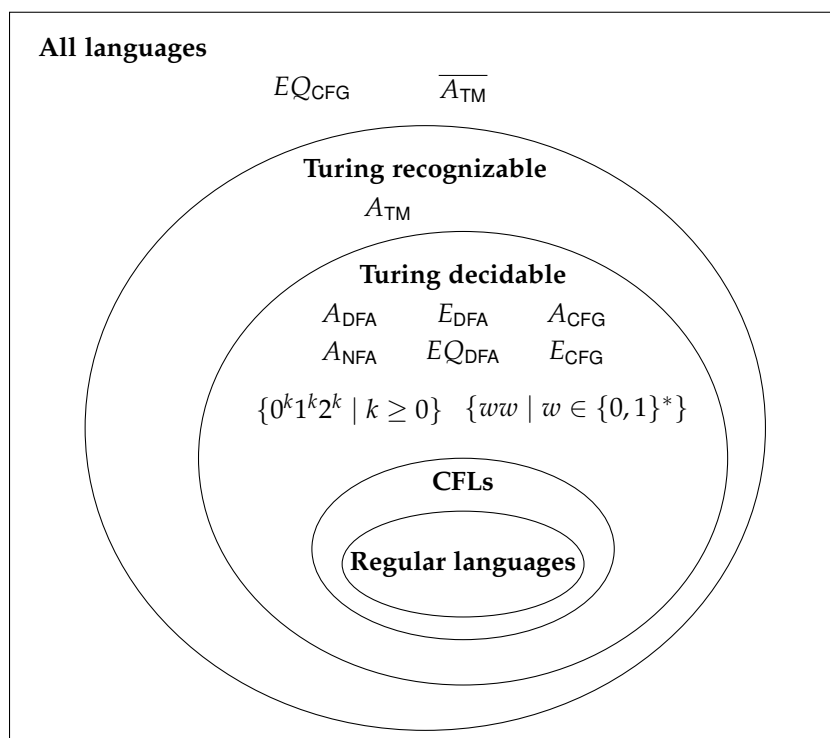 All languages
EQ_CFG \overline{A_TM}
Turing recognizable
A_TM
Turing decidable
A_DFA E_DFA A_CFG
A_NFA EQ_DFA E_CFG
{0^k1^k2^k | k ≥ 0} {ww | w ∈ {0, 1}^*}
CFLs
Regular languages